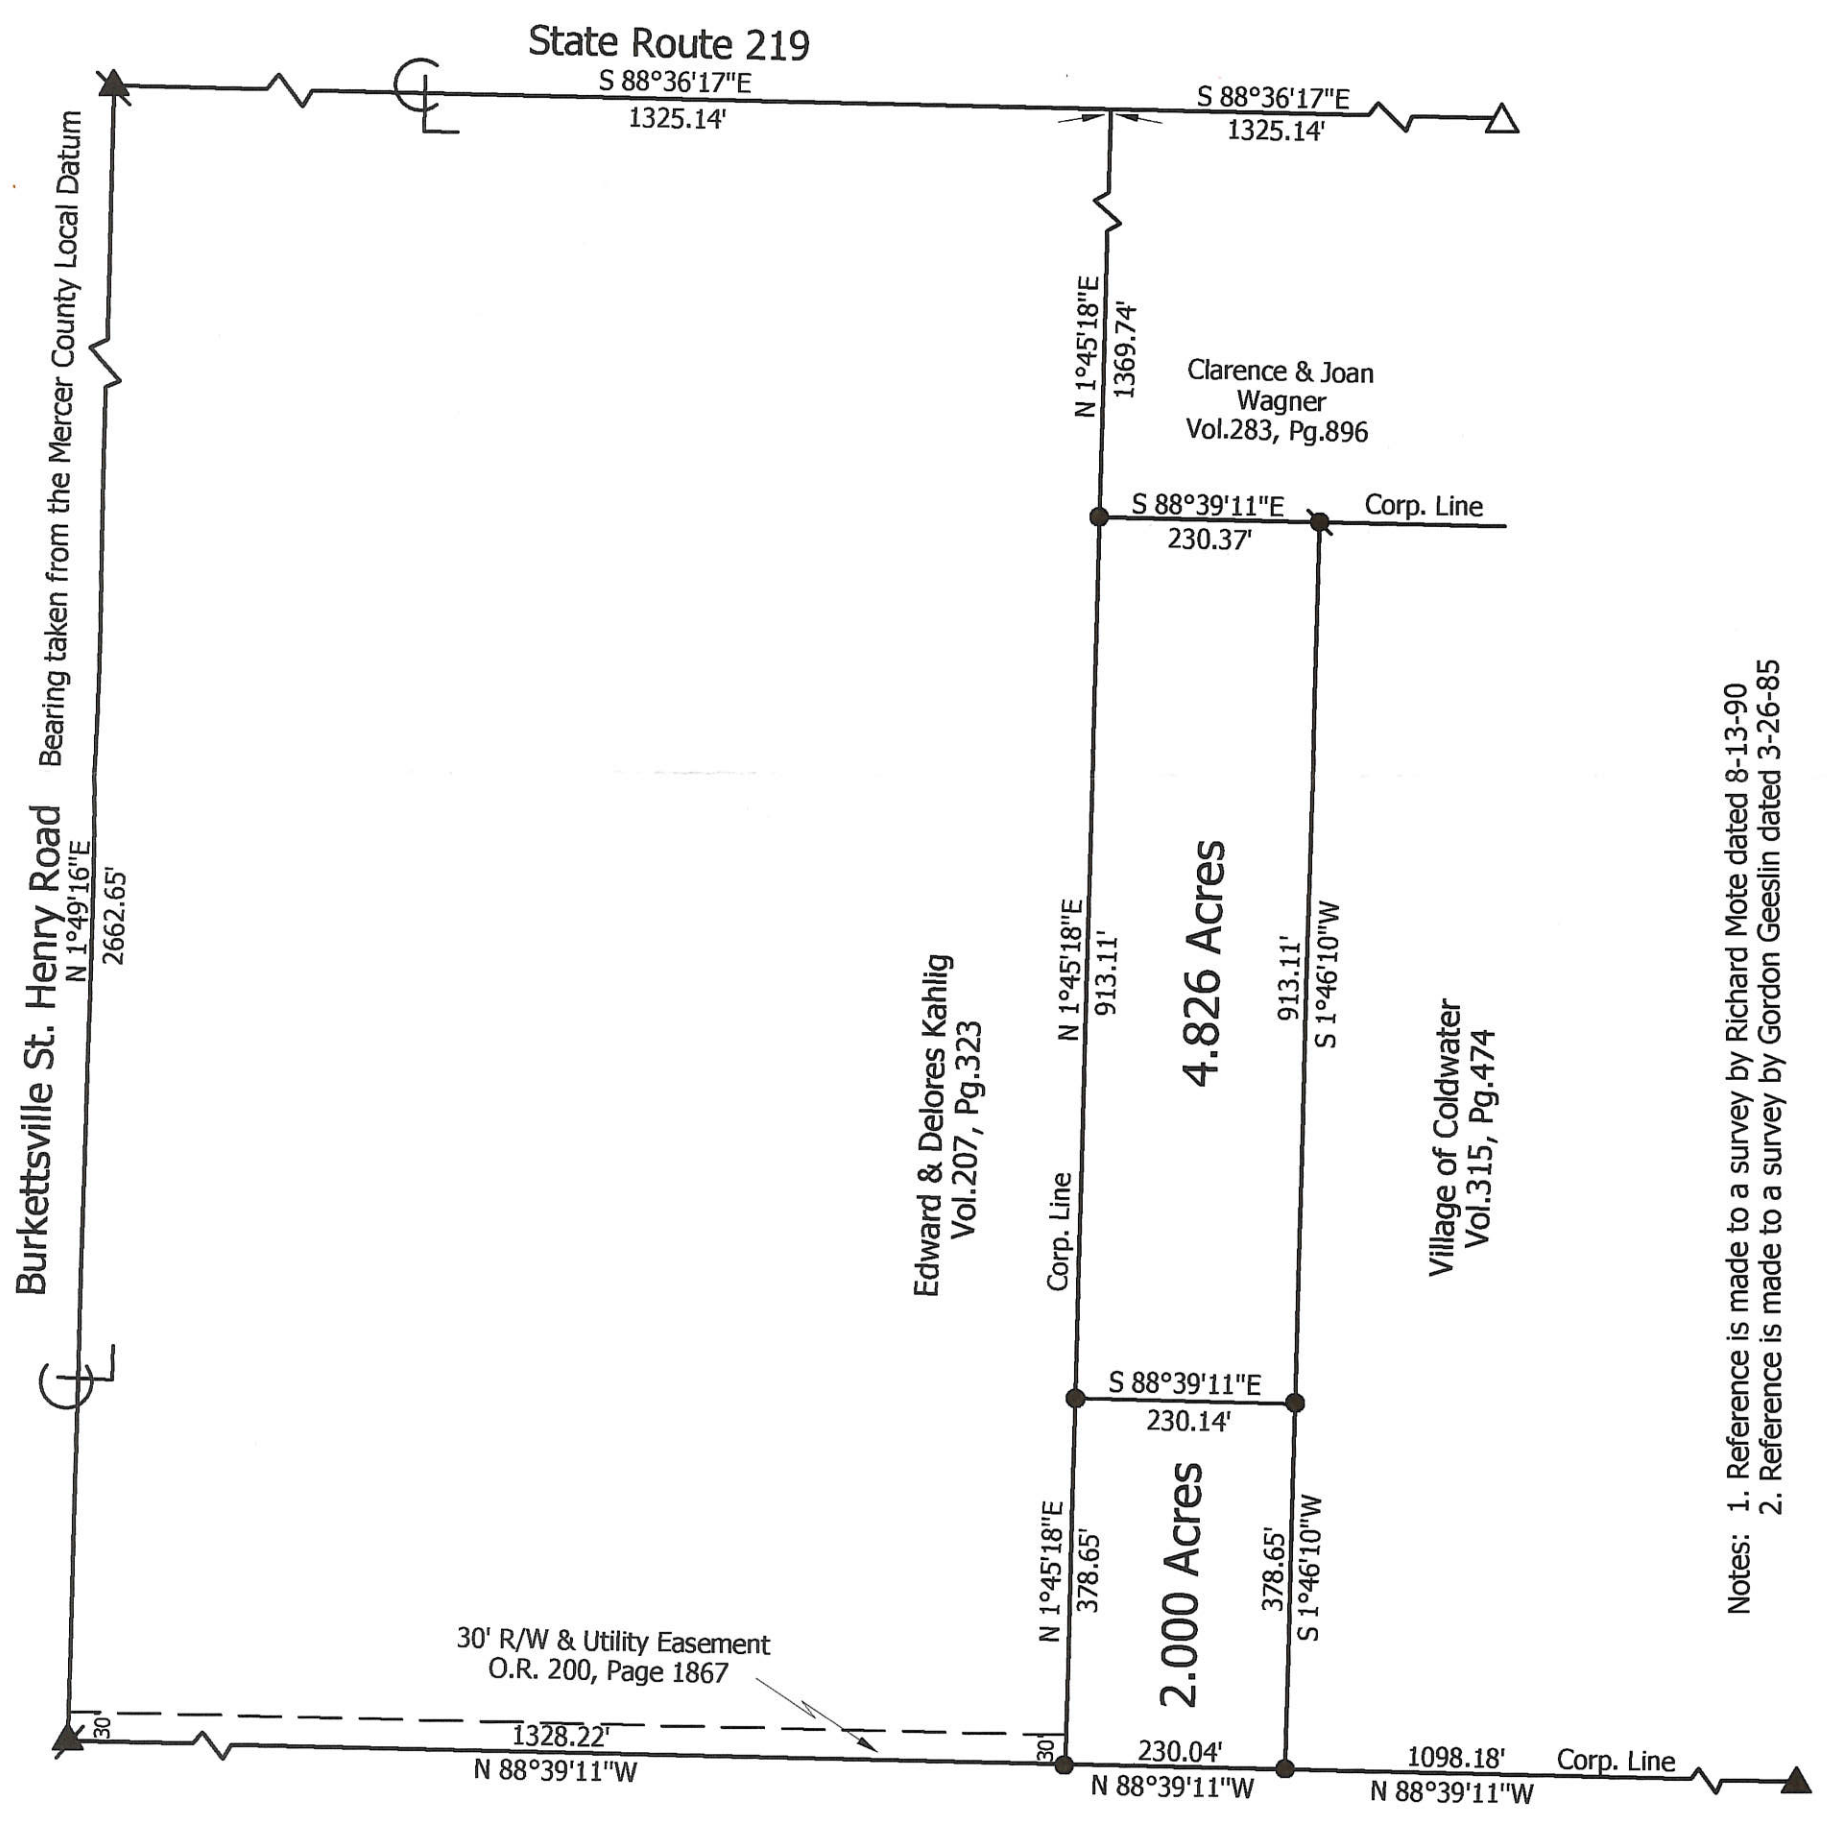 State Route 219
S 88°36'17"E
1325.14'
S 88°36'17"E
1325.14'
Bearing taken from the Mercer County Local Datum
Burkettsville St. Henry Road
N 1°49'16"E
2662.65'
N 1°45'18"E
1369.74'
Clarence & Joan
Wagner
Vol.283, Pg.896
S 88°39'11"E
230.37'
Corp. Line
N 1°45'18"E
913.11'
4.826 Acres
913.11'
S 1°46'10"W
Edward & Delores Kahlig
Vol.207, Pg.323
Corp. Line
Village of Coldwater
Vol.315, Pg.474
S 88°39'11"E
230.14'
N 1°45'18"E
378.65'
2.000 Acres
378.65'
S 1°46'10"W
30' R/W & Utility Easement
O.R. 200, Page 1867
30'
1328.22'
N 88°39'11"W
30'
230.04'
N 88°39'11"W
1098.18'
N 88°39'11"W
Corp. Line
Notes: 1. Reference is made to a survey by Richard Mote dated 8-13-90
2. Reference is made to a survey by Gordon Geeslin dated 3-26-85